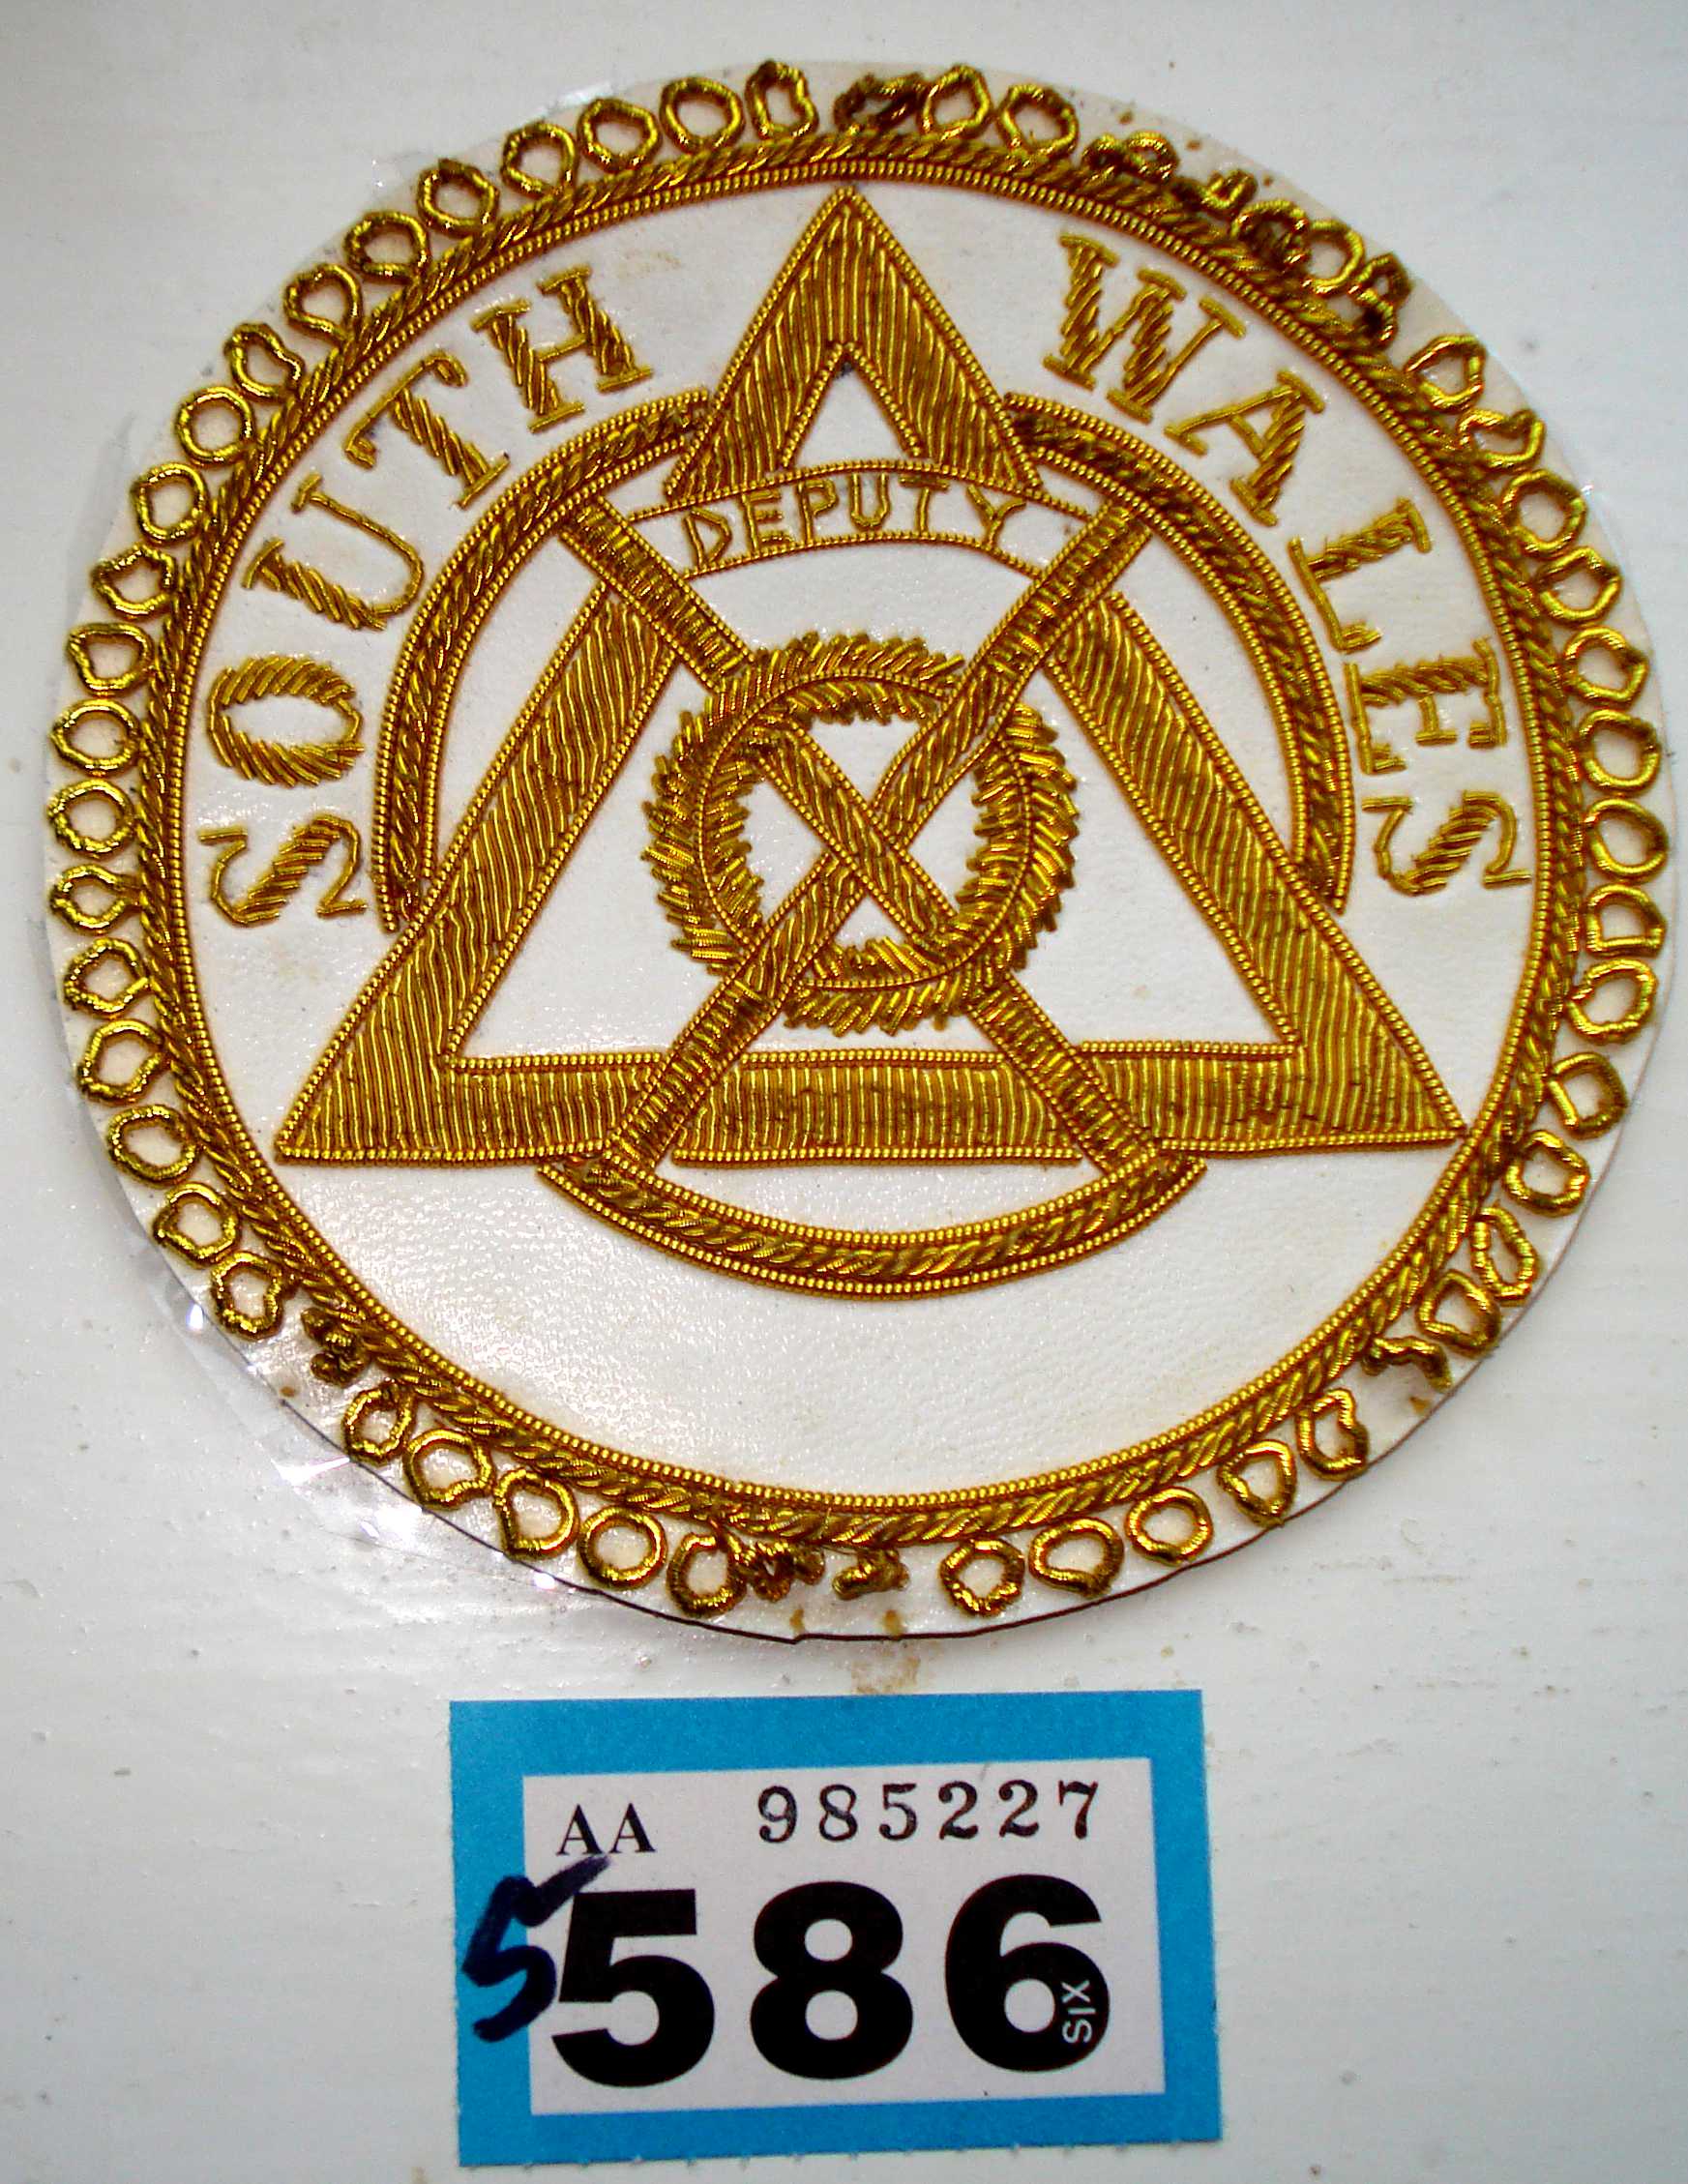 SOUTH WALES
DEPUTY
AA 985227
5586
SIX